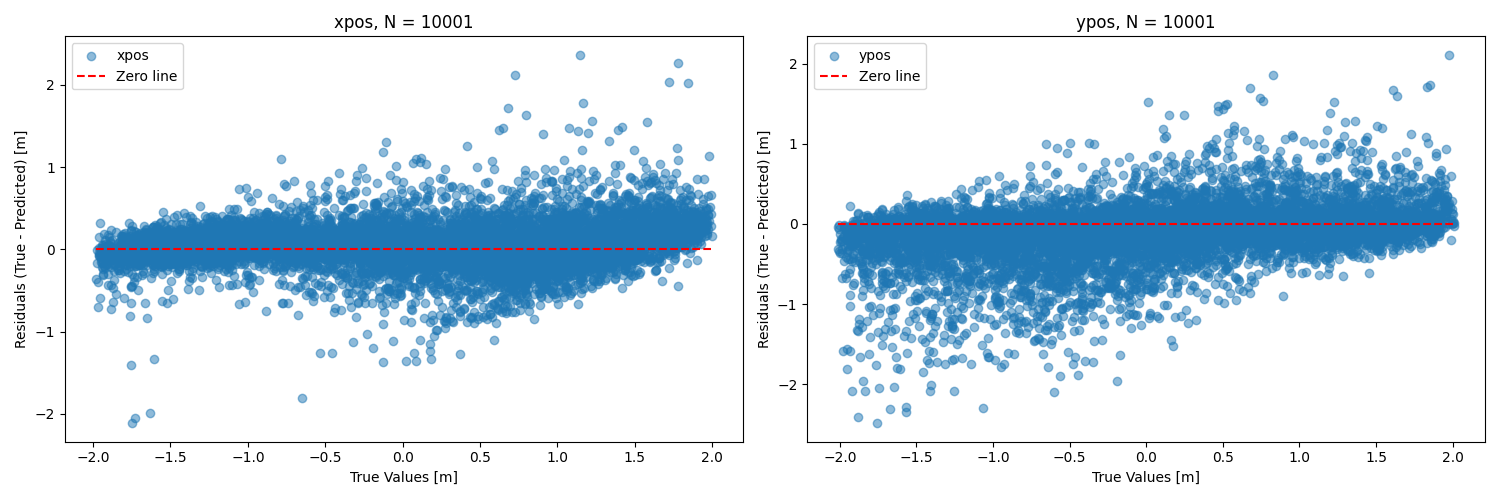 xpos, N = 10001
xpos
Zero line
Residuals (True - Predicted) [m]
2
1
0
−1
−2
−2.0 −1.5 −1.0 −0.5 0.0 0.5 1.0 1.5 2.0
True Values [m]
ypos, N = 10001
ypos
Zero line
Residuals (True - Predicted) [m]
2
1
0
−1
−2
−2.0 −1.5 −1.0 −0.5 0.0 0.5 1.0 1.5 2.0
True Values [m]